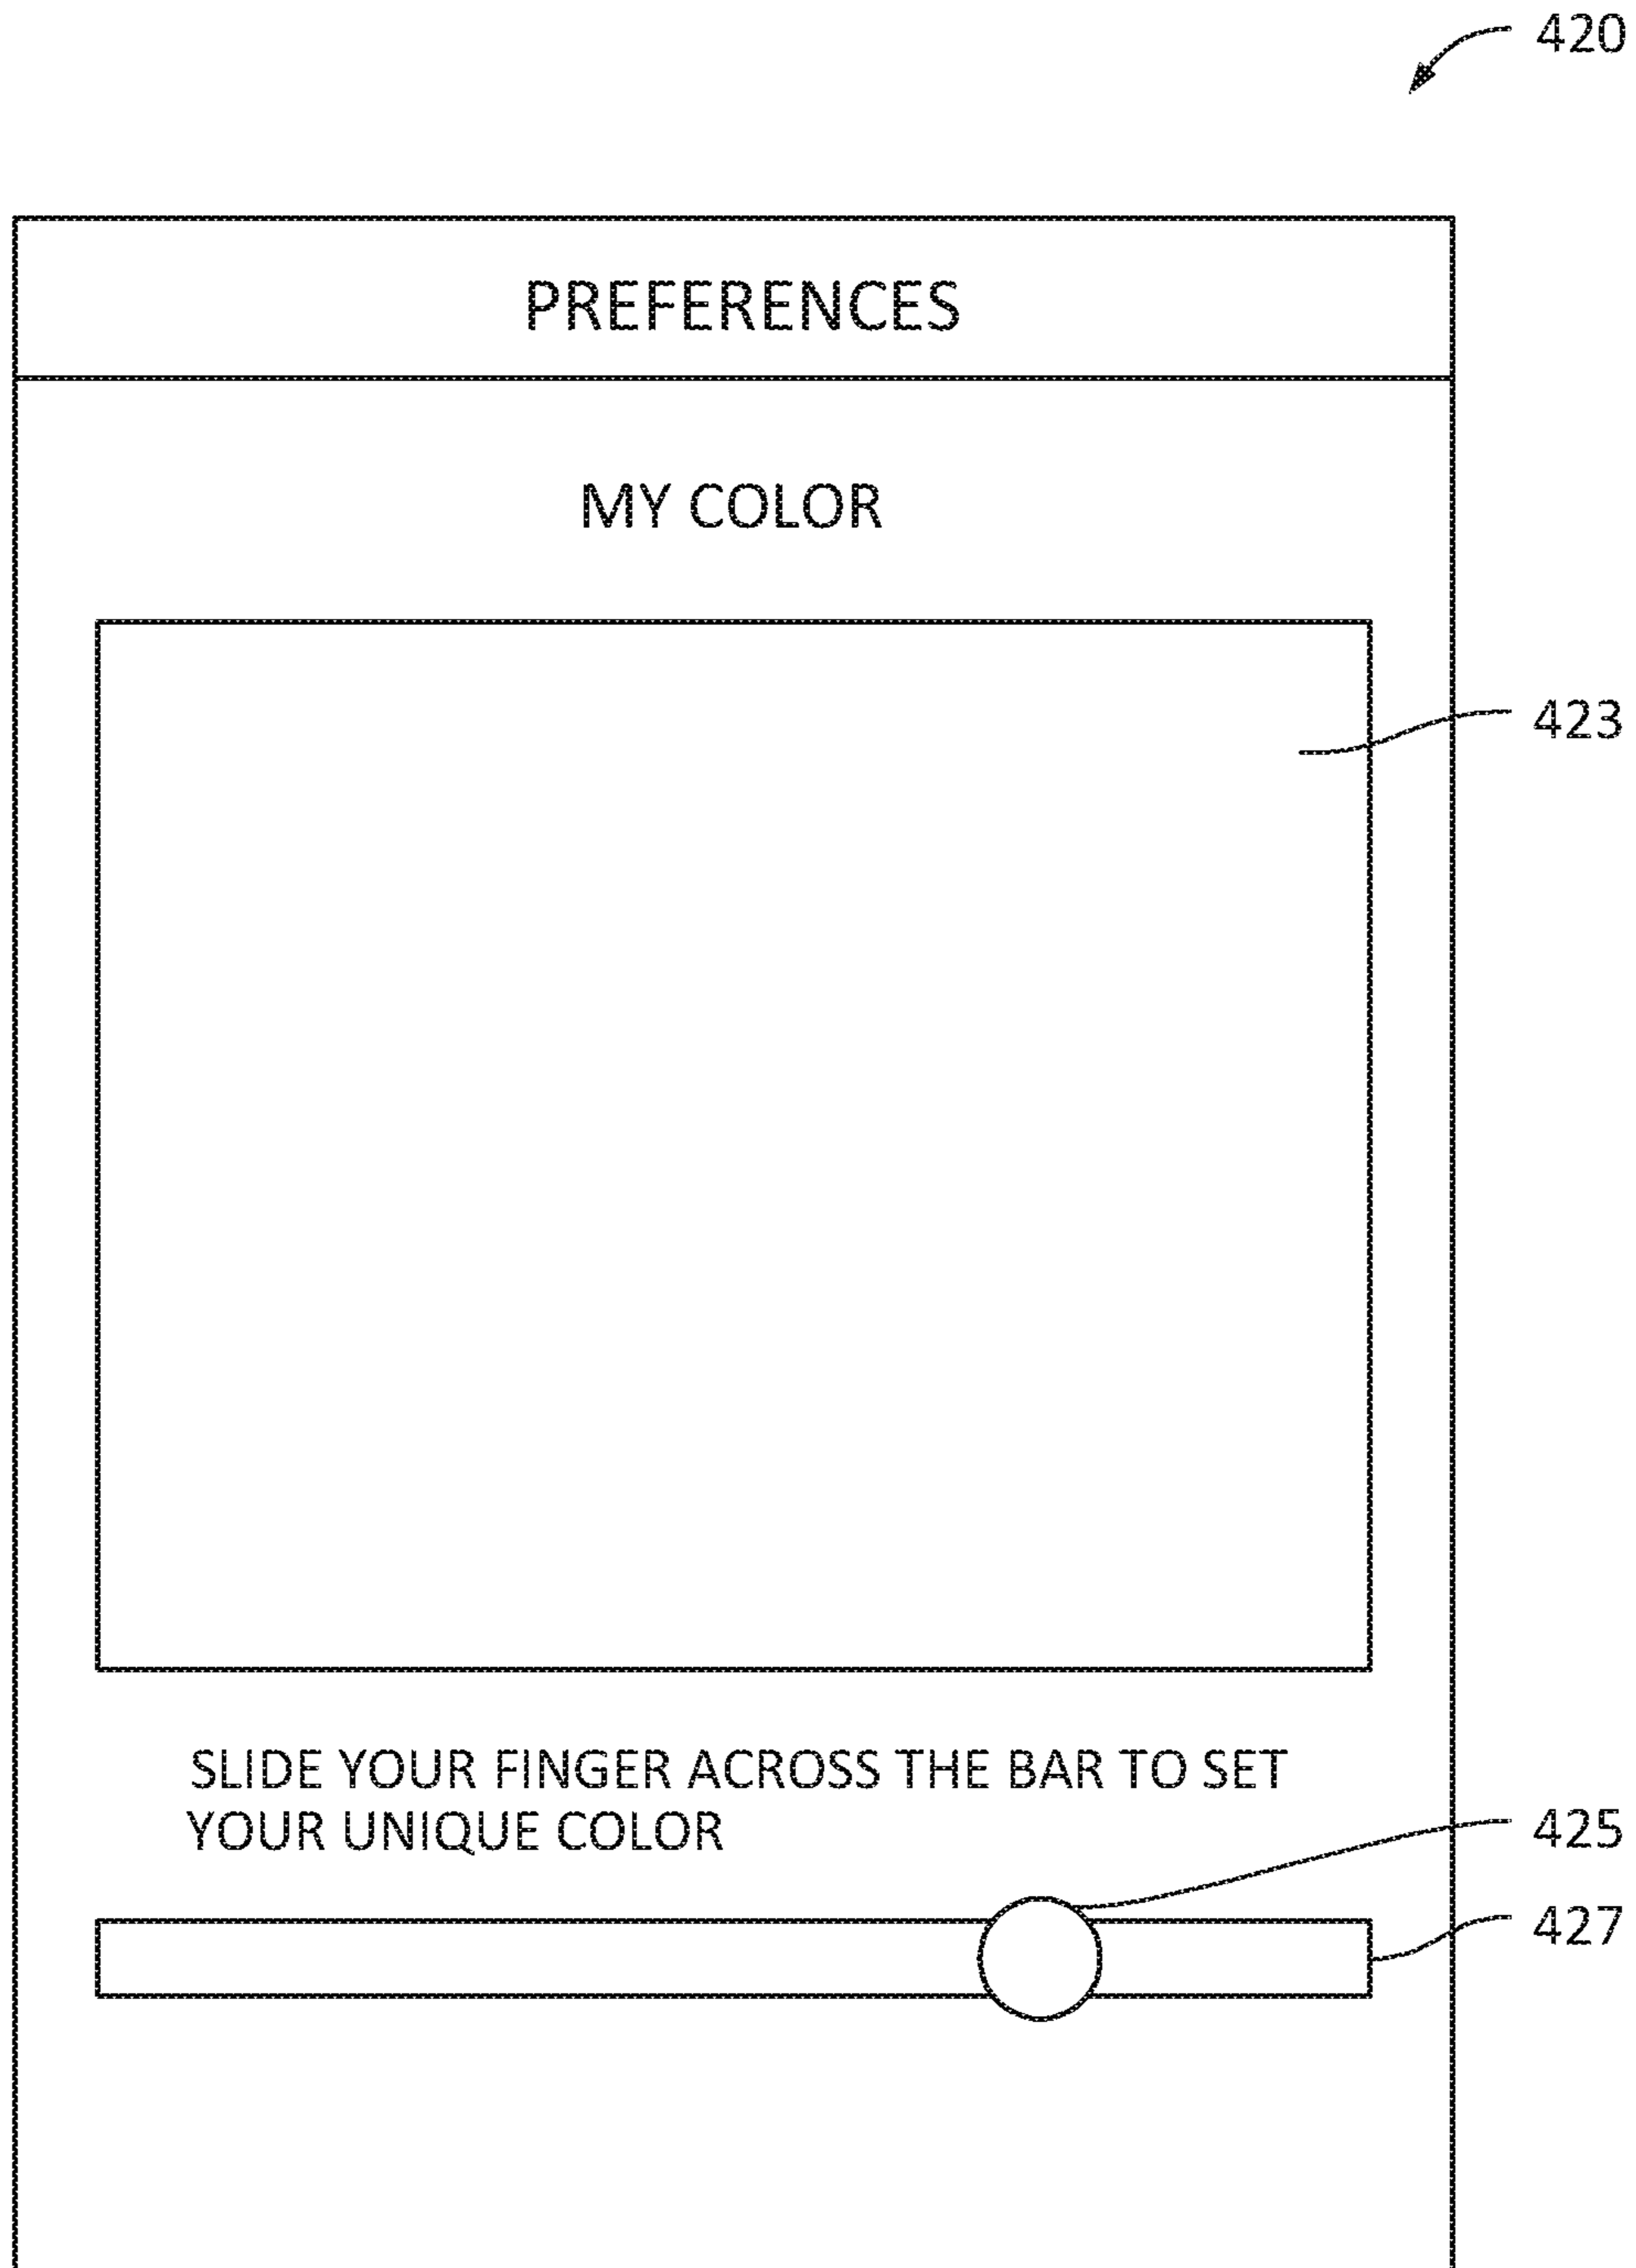 420
PREFERENCES
MY COLOR
423
SLIDE YOUR FINGER ACROSS THE BAR TO SET
YOUR UNIQUE COLOR
425
427